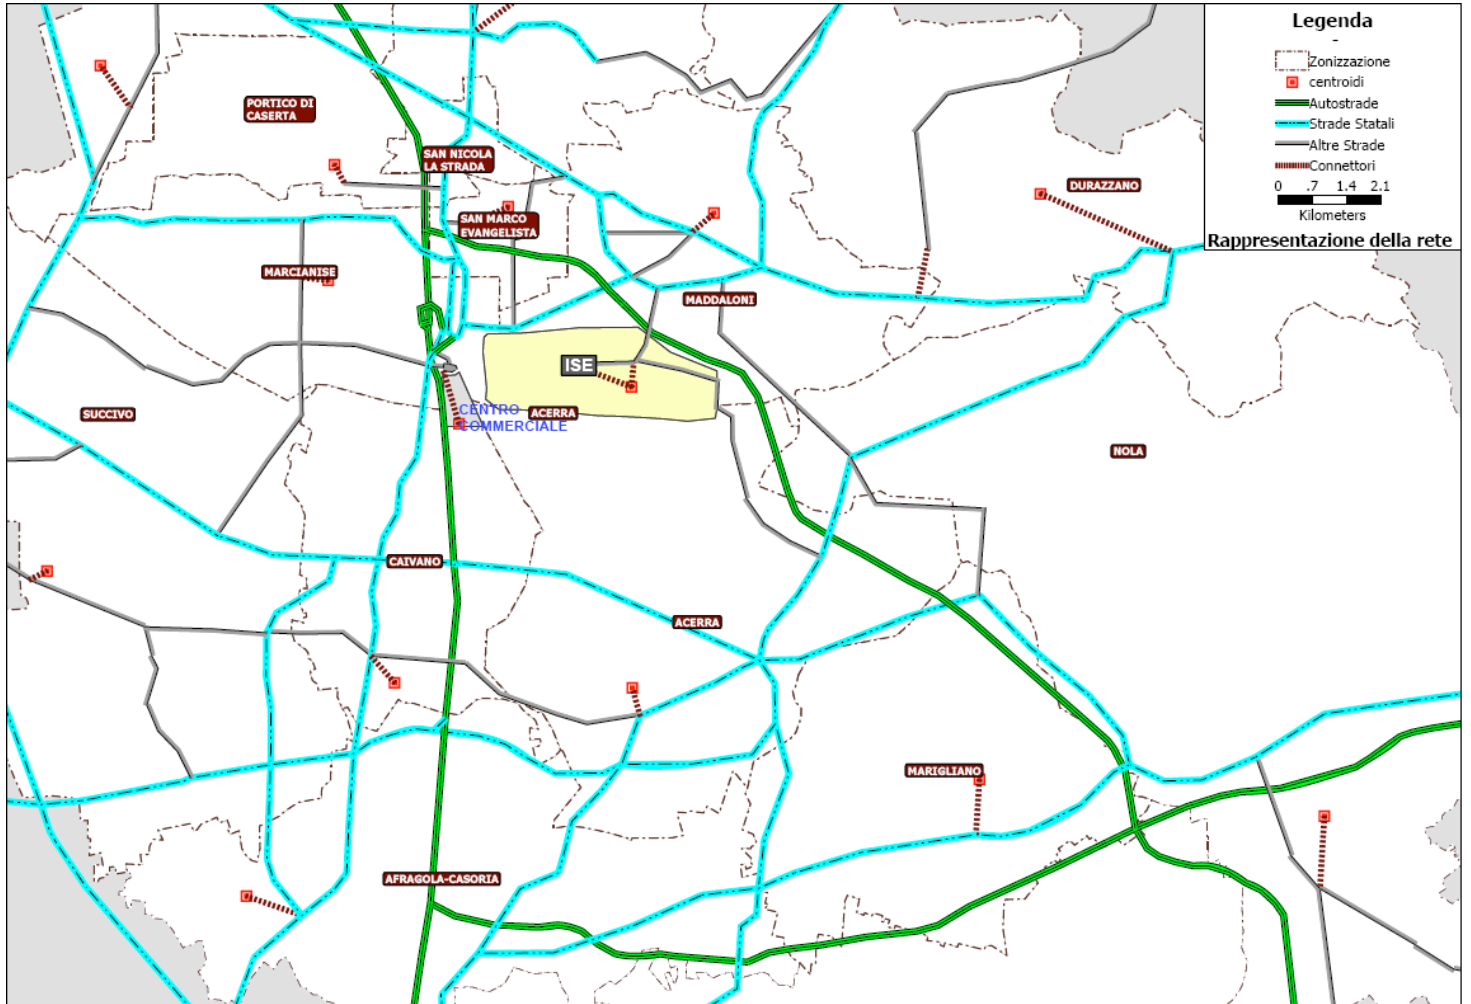 Legenda
-
Zonizzazione
centroidi
Autostrade
Strade Statali
Altre Strade
Connettori
0 .7 1.4 2.1
Kilometers
Rappresentazione della rete
PORTICO DI
CASERTA
SAN NICOLA
LA STRADA
DURAZZANO
SAN MARCO
EVANGELISTA
MARCIANISE
MADDALONI
ISE
SUCCIVO
CENTRO
COMMERCIALE
ACERRA
NOLA
CAIVANO
ACERRA
MARIGLIANO
AFRAGOLA-CASORIA